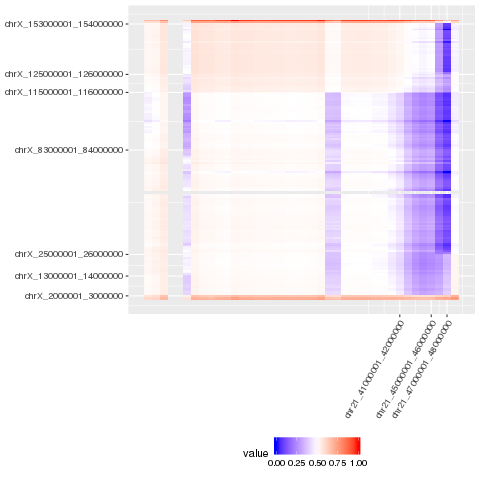 chrX_153000001_154000000
chrX_125000001_126000000
chrX_115000001_116000000
chrX_83000001_84000000
chrX_25000001_26000000
chrX_13000001_14000000
chrX_2000001_3000000
chr21_41000001_42000000
chr21_45000001_46000000
chr21_47000001_48000000
value
0.00 0.25 0.50 0.75 1.00